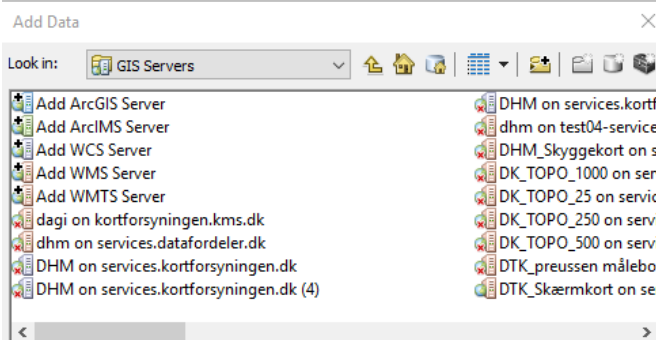 Add Data
Look in: GIS Servers
Add ArcGIS Server
Add ArcIMS Server
Add WCS Server
Add WMS Server
Add WMTS Server
dagi on kortforsyningen.kms.dk
dhm on services.datafordeler.dk
DHM on services.kortforsyningen.dk
DHM on services.kortforsyningen.dk (4)
DHM on services.kortf
dhm on test04-service
DHM_Skyggekort on s
DK_TOPO_1000 on ser
DK_TOPO_25 on servic
DK_TOPO_250 on serv
DK_TOPO_500 on serv
DTK_preussen målebo
DTK_Skærmkort on se